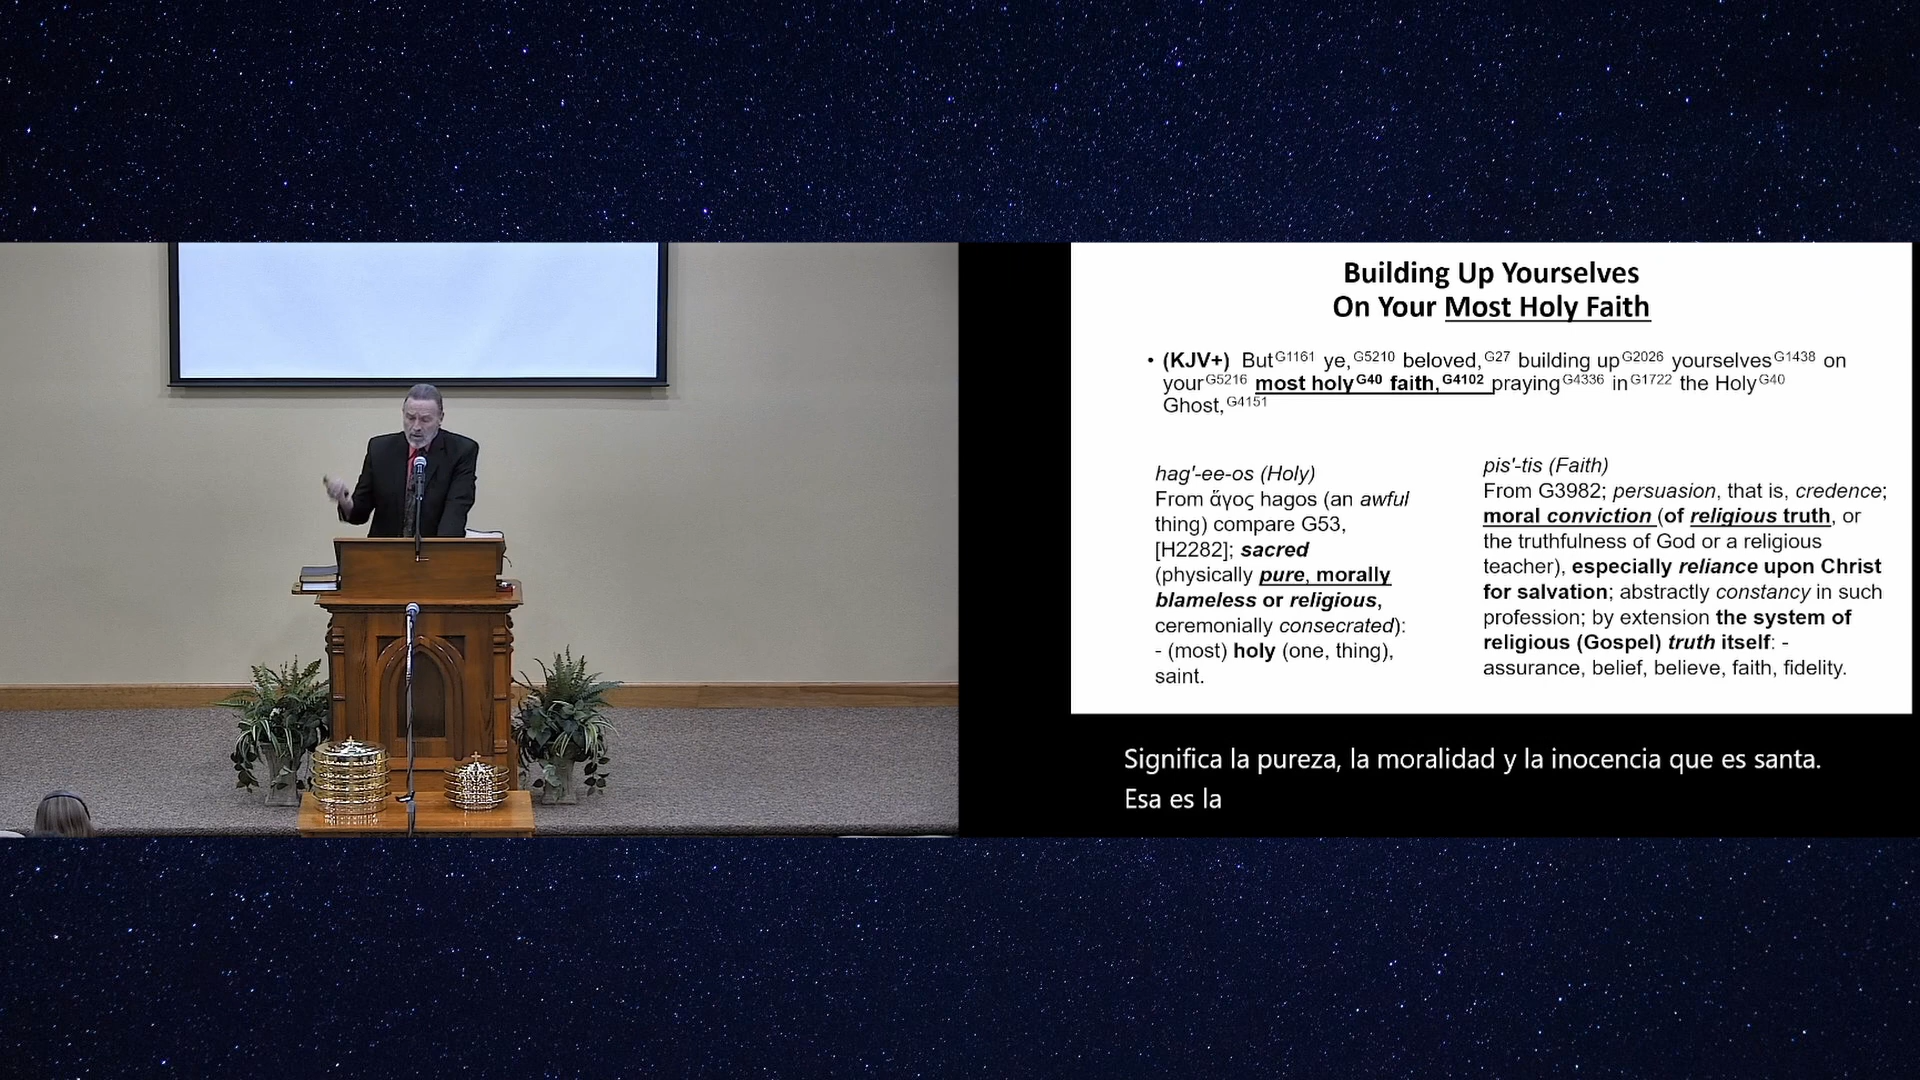 Building Up Yourselves
On Your Most Holy Faith
• (KJV+) But G1161 ye, G5210 beloved, G27 building up G2026 yourselves G1438 on
your G5216 most holy G40 faith, G4102 praying G4336 in G1722 the Holy G40
Ghost, G4151
hag'-ee-os (Holy)
From ἅγος hagos (an awful
thing) compare G53,
[H2282]; sacred
(physically pure, morally
blameless or religious,
ceremonially consecrated):
- (most) holy (one, thing),
saint.
pis'-tis (Faith)
From G3982; persuasion, that is, credence;
moral conviction (of religious truth, or
the truthfulness of God or a religious
teacher), especially reliance upon Christ
for salvation; abstractly constancy in such
profession; by extension the system of
religious (Gospel) truth itself: -
assurance, belief, believe, faith, fidelity.
Significa la pureza, la moralidad y la inocencia que es santa.
Esa es la